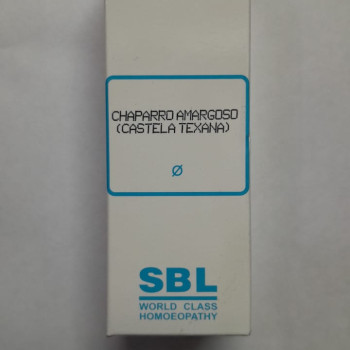 CHAPARRO AMARGOSO
(CASTELA TEXANA)
Ø
SBL
WORLD CLASS
HOMOEOPATHY